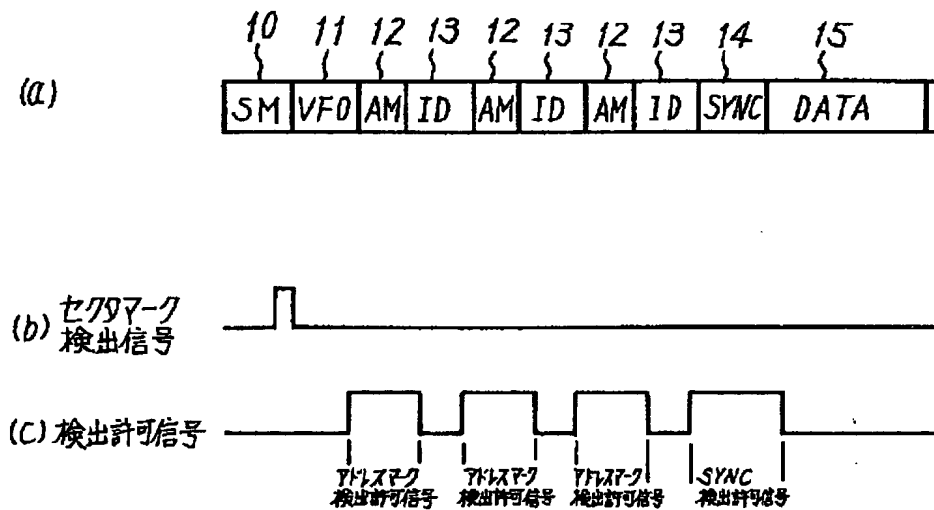 10 11 12 13 12 13 12 13 14 15
(a) SM VFO AM ID AM ID AM ID SYNC DATA
(b) セクタマーク
検出信号
(C) 検出許可信号
アドレスマーク アドレスマーク アドレスマーク SYNC
検出許可信号 検出許可信号 検出許可信号 検出許可信号